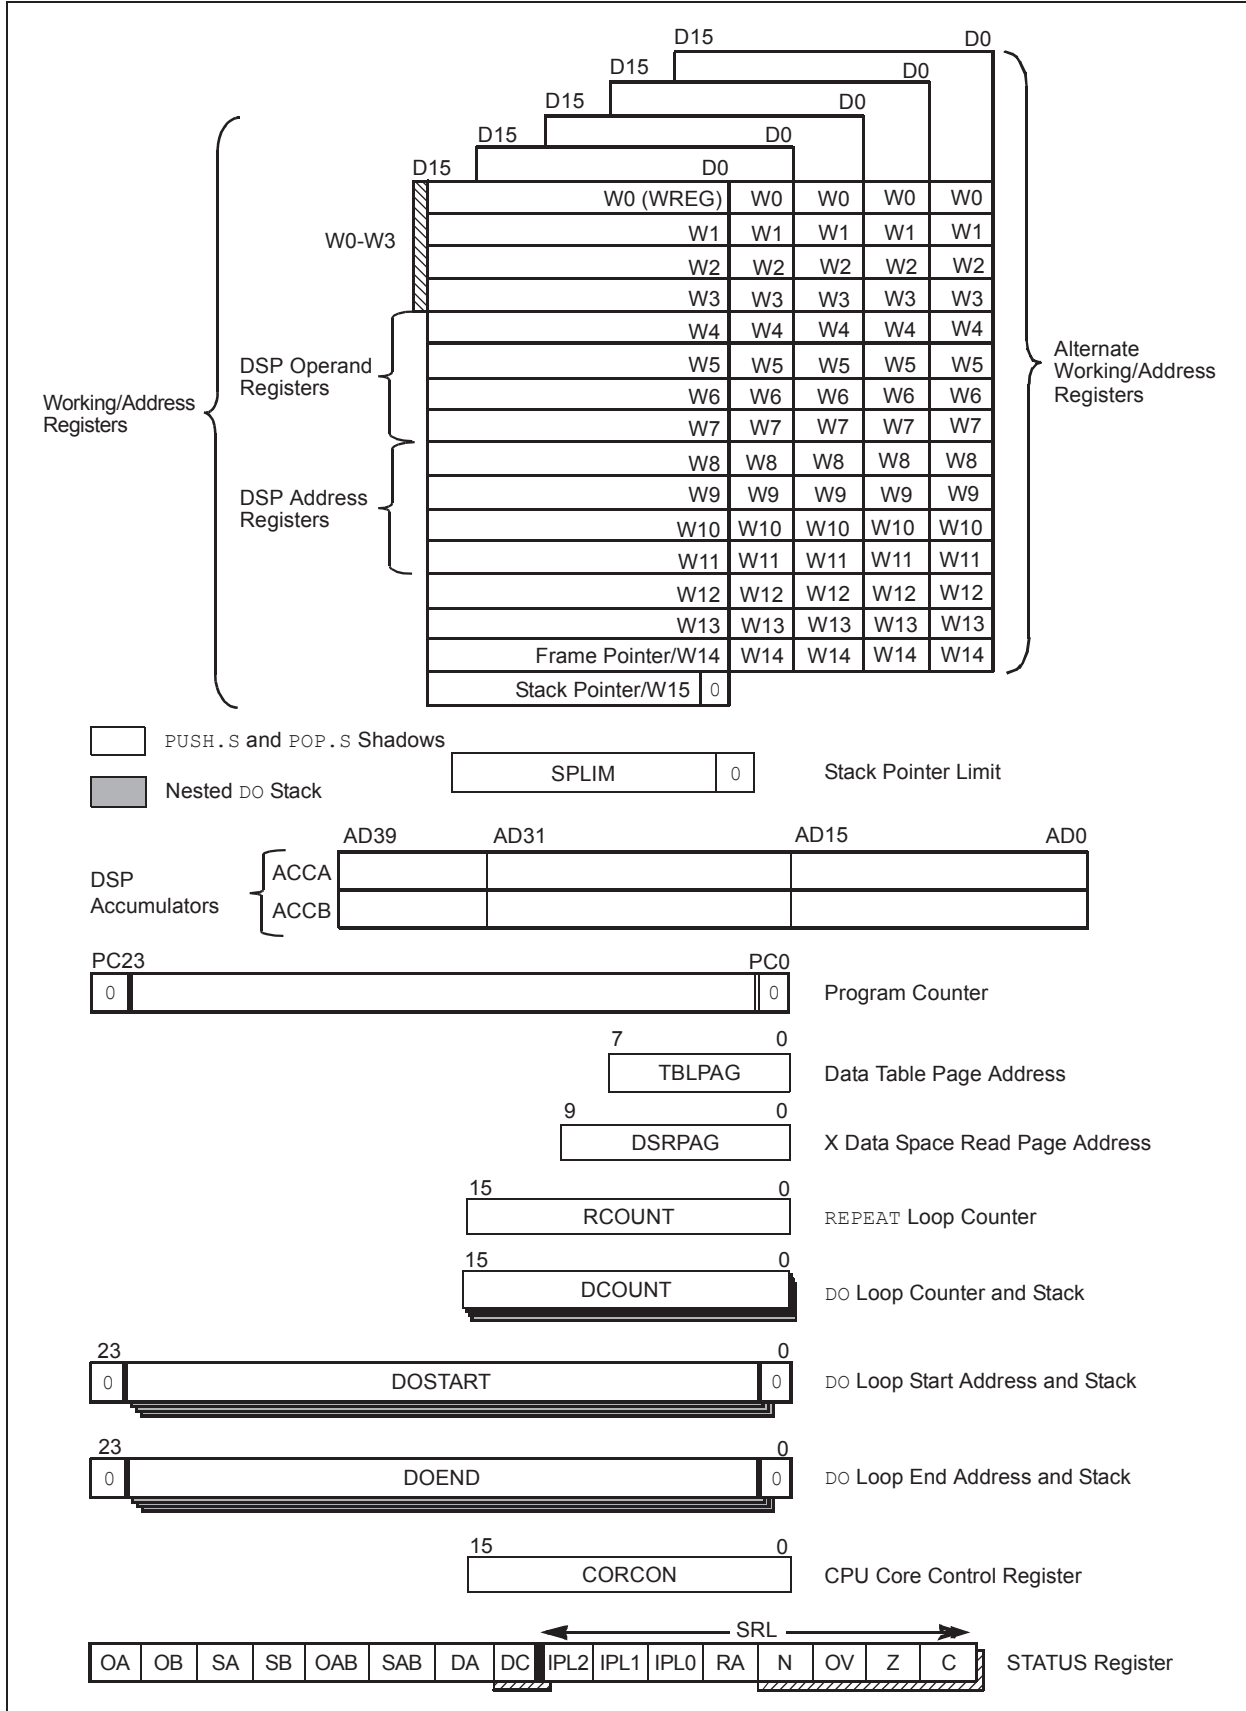 D15 D0
D15 D0
D15 D0
D15 D0
D15 D0
W0 (WREG) W0 W0 W0 W0
W0-W3
W1 W1 W1 W1 W1
W2 W2 W2 W2 W2
W3 W3 W3 W3 W3
W4 W4 W4 W4 W4
DSP Operand
Registers
W5 W5 W5 W5 W5
Alternate
Working/Address
Registers
W6 W6 W6 W6 W6
Working/Address
Registers
W7 W7 W7 W7 W7
W8 W8 W8 W8 W8
DSP Address
Registers
W9 W9 W9 W9 W9
W10 W10 W10 W10 W10
W11 W11 W11 W11 W11
W12 W12 W12 W12 W12
W13 W13 W13 W13 W13
Frame Pointer/W14 W14 W14 W14 W14
Stack Pointer/W15 0
PUSH.S and POP.S Shadows
SPLIM 0 Stack Pointer Limit
Nested DO Stack
AD39 AD31 AD15 AD0
DSP
Accumulators
ACCA
ACCB
PC23 PC0
0 0 Program Counter
7 0
TBLPAG Data Table Page Address
9 0
DSRPAG X Data Space Read Page Address
15 0
RCOUNT REPEAT Loop Counter
15 0
DCOUNT DO Loop Counter and Stack
23 0
0 DOSTART 0 DO Loop Start Address and Stack
23 0
0 DOEND 0 DO Loop End Address and Stack
15 0
CORCON CPU Core Control Register
SRL
OA OB SA SB OAB SAB DA DC IPL2 IPL1 IPL0 RA N OV Z C STATUS Register